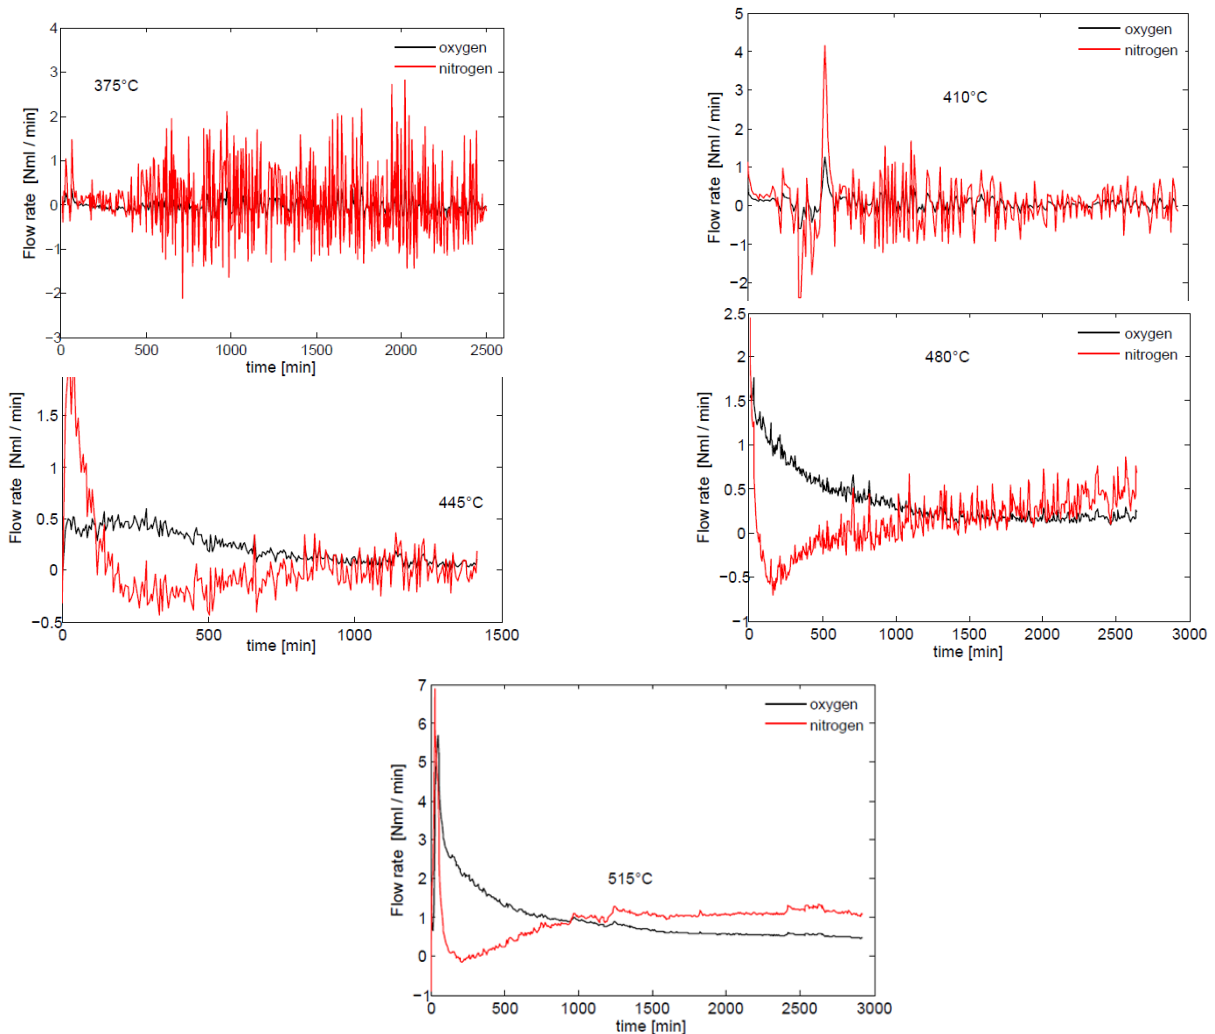 4
3
2
1
0
−1
−2
−3
Flow rate [Nml / min]
oxygen
nitrogen
375°C
0 500 1000 1500 2000 2500
time [min]
5
4
3
2
1
0
−1
−2
Flow rate [Nml / min]
oxygen
nitrogen
410°C
1.5
1
0.5
0
−0.5
Flow rate [Nml / min]
445°C
0 500 1000 1500
time [min]
2.5
2
1.5
1
0.5
0
−0.5
−1
Flow rate [Nml / min]
oxygen
nitrogen
480°C
0 500 1000 1500 2000 2500 3000
time [min]
7
6
5
4
3
2
1
0
−1
Flow rate [Nml / min]
oxygen
nitrogen
515°C
0 500 1000 1500 2000 2500 3000
time [min]